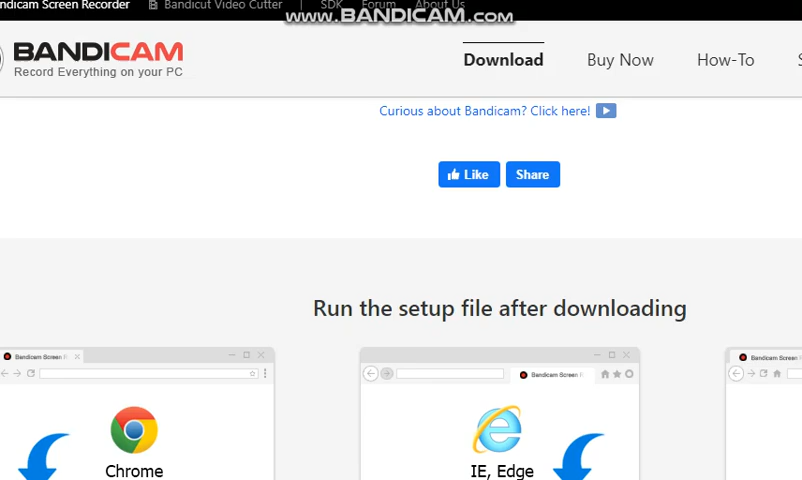 ndicam Screen Recorder Bandicut Video Cutter | SDK Forum About Us
www.BANDICAM.com
BANDICAM
Record Everything on your PC
Download Buy Now How-To S
Curious about Bandicam? Click here!
Like Share
Run the setup file after downloading
Bandicam Screen R
Bandicam Screen R
Bandicam Screen R
Chrome
IE, Edge